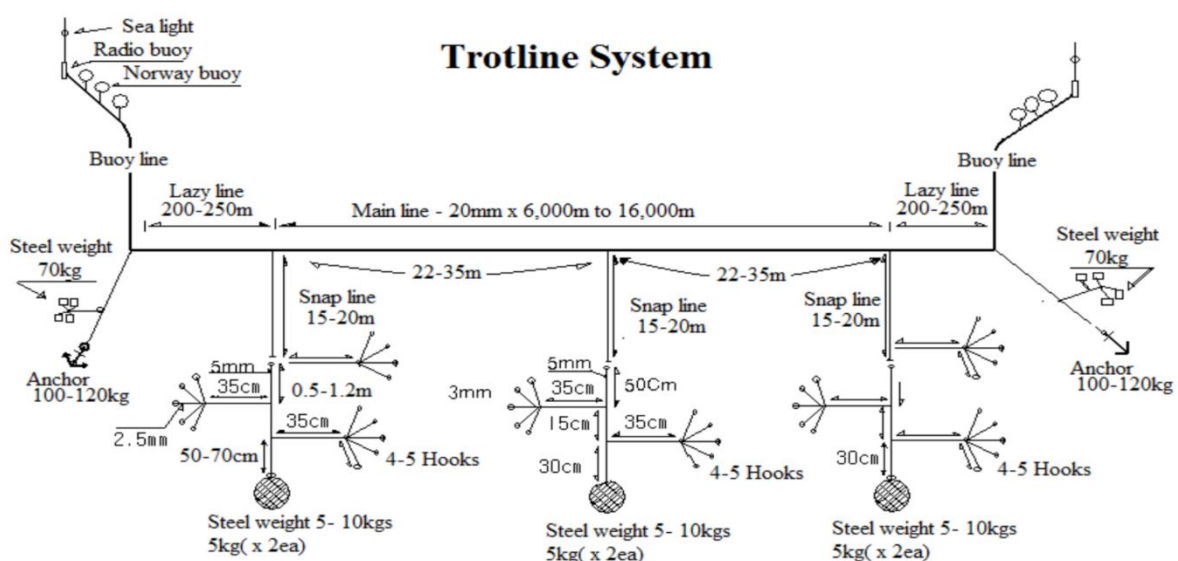 Trotline System
Sea light
Radio buoy
Norway buoy
Buoy line
Buoy line
Lazy line
200-250m
Main line - 20mm x 6,000m to 16,000m
Lazy line
200-250m
Steel weight
70kg
22-35m
22-35m
Steel weight
70kg
Snap line
15-20m
Snap line
15-20m
Snap line
15-20m
Anchor
100-120kg
5mm
35cm
0.5-1.2m
2.5mm
35cm
50-70cm
4-5 Hooks
3mm
5mm
35cm
50Cm
15cm
35cm
30cm
4-5 Hooks
30cm
4-5 Hooks
Anchor
100-120kg
Steel weight 5- 10kgs
5kg( x 2ea)
Steel weight 5- 10kgs
5kg( x 2ea)
Steel weight 5- 10kgs
5kg( x 2ea)